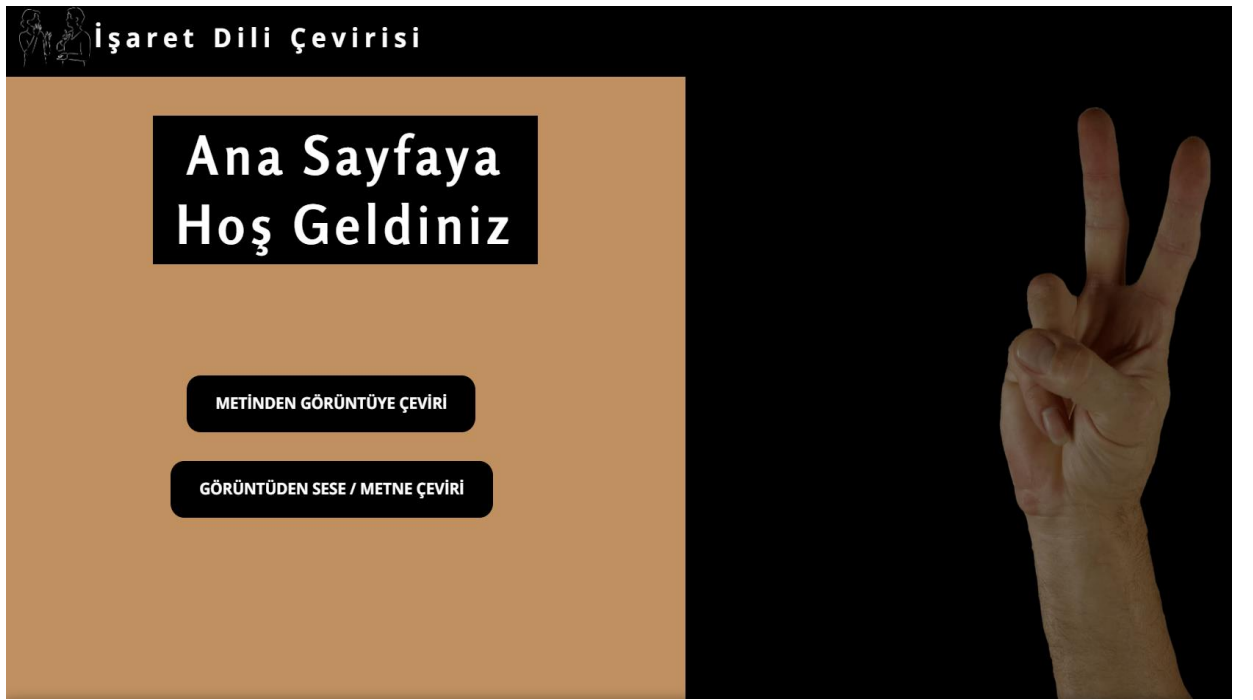 İşaret Dili Çevirisi
Ana Sayfaya
Hoş Geldiniz
METİNDEN GÖRÜNTÜYE ÇEVİRİ
GÖRÜNTÜDEN SESE / METNE ÇEVİRİ